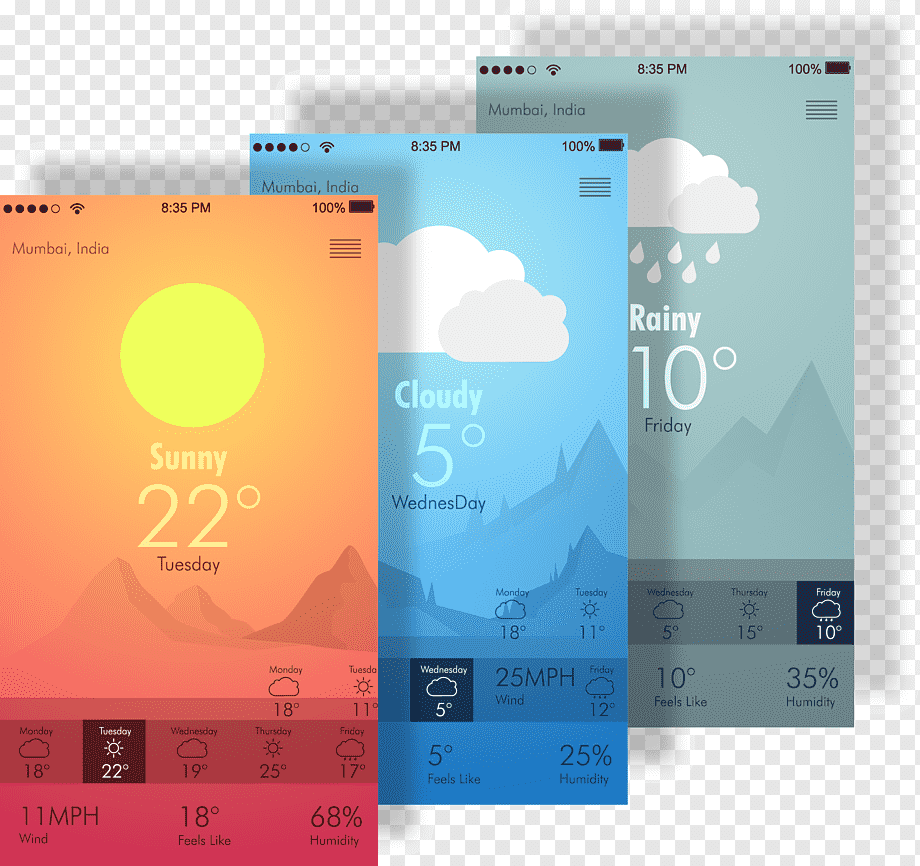 8:35 PM
100%
Mumbai, India
Sunny
22°
Tuesday
Monday
Tuesda
18°
11°
Monday
Tuesday
Wednesday
Thursday
Friday
18°
22°
19°
25°
17°
11MPH
18°
68%
Wind
Feels Like
Humidity
8:35 PM
100%
Mumbai, India
Cloudy
5°
WednesDay
Monday
Tuesday
18°
11°
Wednesday
5°
25MPH
Wind
Friday
12°
5°
25%
Feels Like
Humidity
8:35 PM
100%
Mumbai, India
Rainy
10°
Friday
Wednesday
Thursday
Friday
5°
15°
10°
10°
35%
Feels Like
Humidity